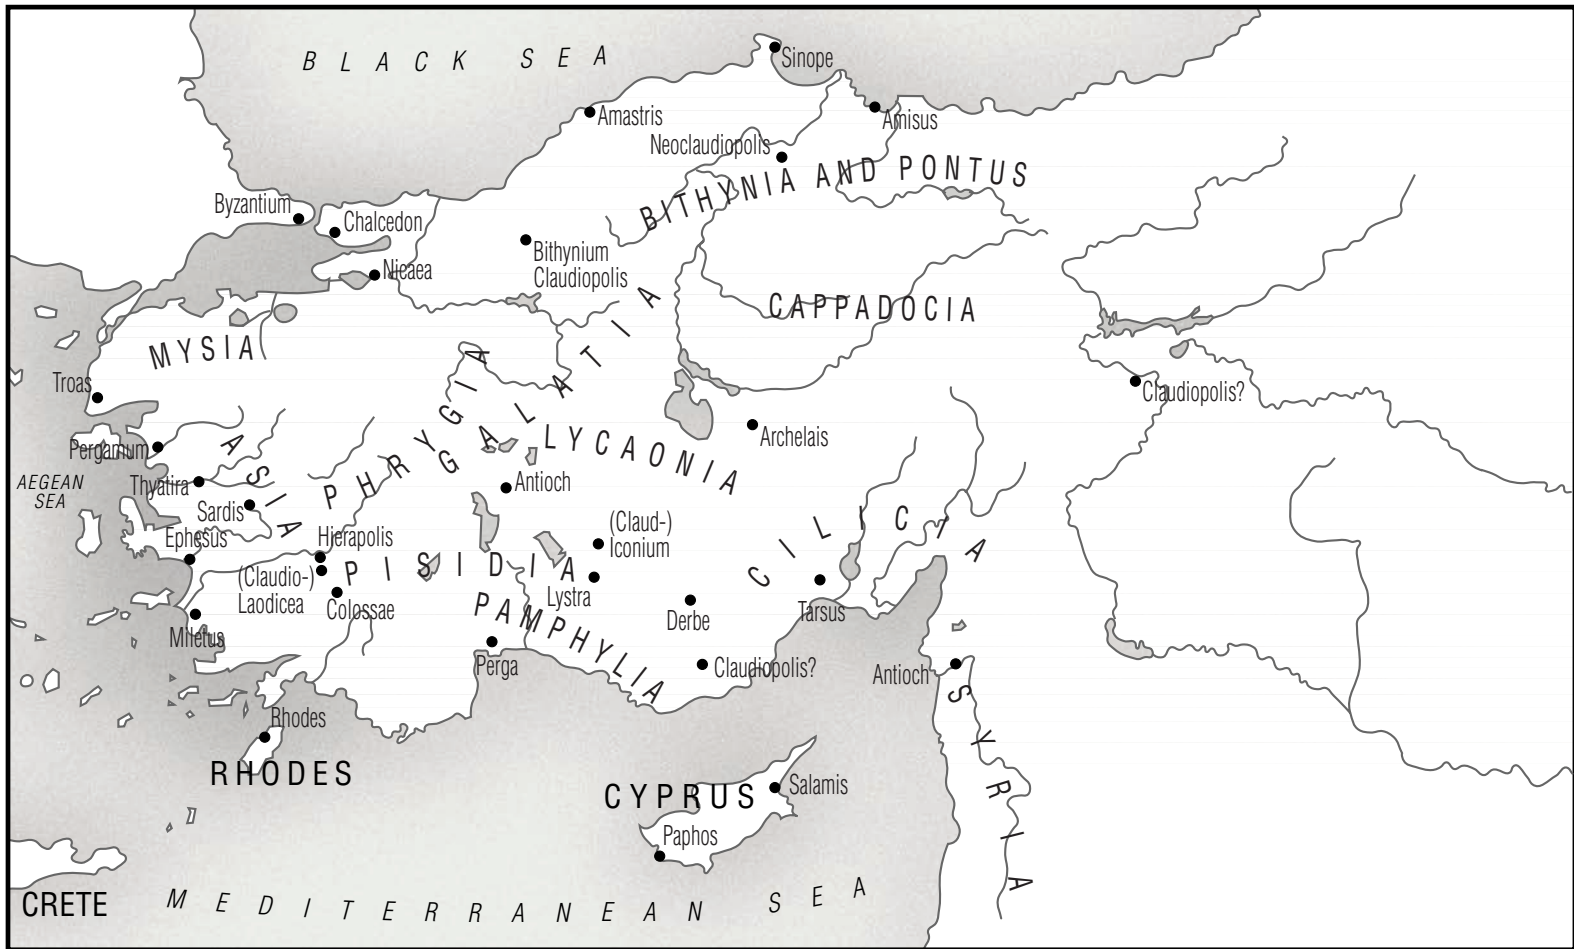 BLACK SEA
Sinope
Amastris
Amisus
Neoclaudiopolis
BITHYNIA AND PONTUS
Byzantium
Chalcedon
Bithynium
Claudiopolis
Nicaea
CAPPADOCIA
MYSIA
GALATIA
Troas
Claudiopolis?
PHRYGIA
ASIA
Archelais
LYCAONIA
Pergamum
AEGEAN
SEA
Thyatira
Antioch
Sardis
(Claud-)
Iconium
CILICIA
Ephesus
Hierapolis
PISIDIA
(Claudio-)
Laodicea
Colossae
Lystra
Derbe
Tarsus
PAMPHYLIA
Miletus
Perga
Claudiopolis?
Antioch
SYRIA
Rhodes
RHODES
CYPRUS
Salamis
Paphos
CRETE
MEDITERRANEAN SEA